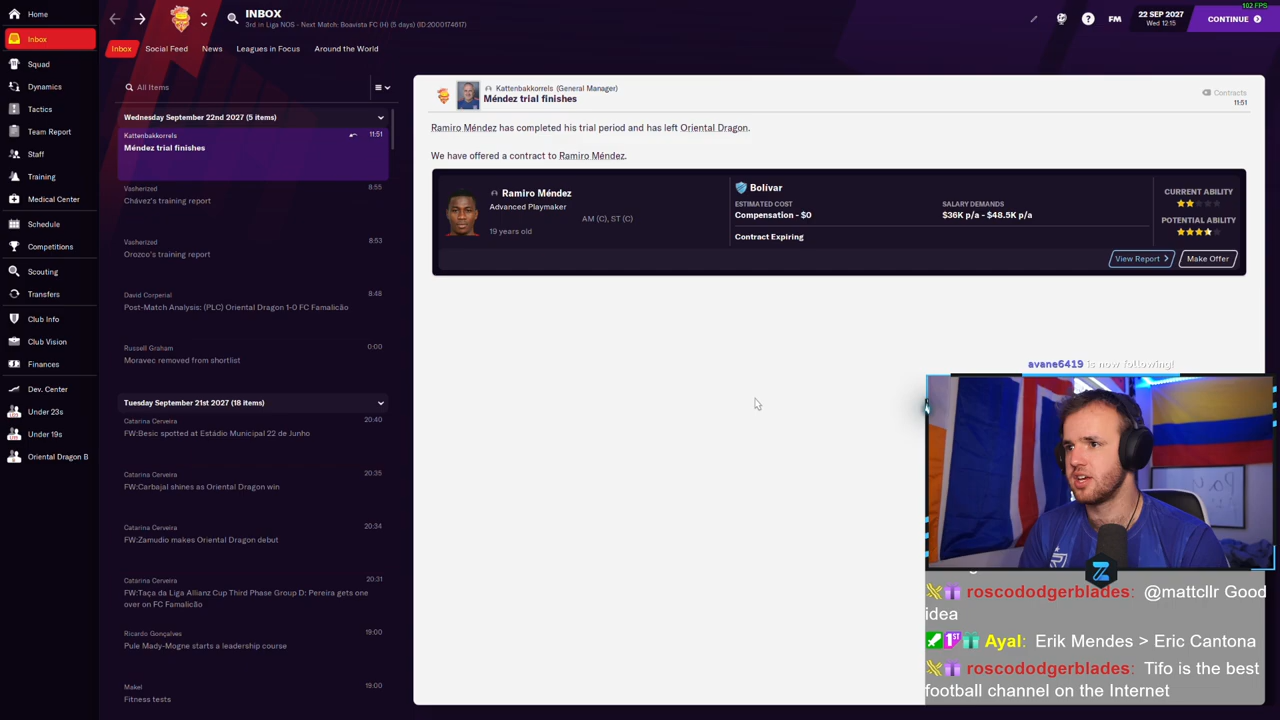 Home
Inbox
Squad
Dynamics
Tactics
Team Report
Staff
Training
Medical Center
Schedule
Competitions
Scouting
Transfers
Club Info
Club Vision
Finances
Dev. Center
Under 23s
Under 19s
Oriental Dragon B
INBOX
3rd in Liga NOS - Next Match: Boavista FC (H) (5 days) (ID:2000174617)
102 FPS
FM
22 SEP 2027
Wed 12:15
CONTINUE
Inbox
Social Feed
News
Leagues in Focus
Around the World
All Items
Wednesday September 22nd 2027 (5 items)
Kattenbakkorrels
11:51
Méndez trial finishes
Vasherized
8:55
Chávez's training report
Vasherized
8:53
Orozco's training report
David Corperial
8:48
Post-Match Analysis: (PLC) Oriental Dragon 1-0 FC Famalicão
Russell Graham
0:00
Moravec removed from shortlist
Tuesday September 21st 2027 (18 items)
Catarina Cerveira
20:40
FW:Besic spotted at Estádio Municipal 22 de Junho
Catarina Cerveira
20:35
FW:Carbajal shines as Oriental Dragon win
Catarina Cerveira
20:34
FW:Zamudio makes Oriental Dragon debut
Catarina Cerveira
20:31
FW:Taça da Liga Allianz Cup Third Phase Group D: Pereira gets one
over on FC Famalicão
Ricardo Gonçalves
19:00
Pule Mady-Mogne starts a leadership course
Makel
19:00
Fitness tests
Kattenbakkorrels (General Manager)
Méndez trial finishes
Contracts
11:51
Ramiro Méndez has completed his trial period and has left Oriental Dragon.
We have offered a contract to Ramiro Méndez.
Ramiro Méndez
Advanced Playmaker
AM (C), ST (C)
19 years old
Bolívar
ESTIMATED COST
Compensation - $0
SALARY DEMANDS
$36K p/a - $48.5K p/a
Contract Expiring
CURRENT ABILITY
POTENTIAL ABILITY
View Report
Make Offer
avane6419 is now following!
roscododgerblades: @mattcllr Good
idea
1ST
Ayal: Erik Mendes > Eric Cantona
roscododgerblades: Tifo is the best
football channel on the Internet